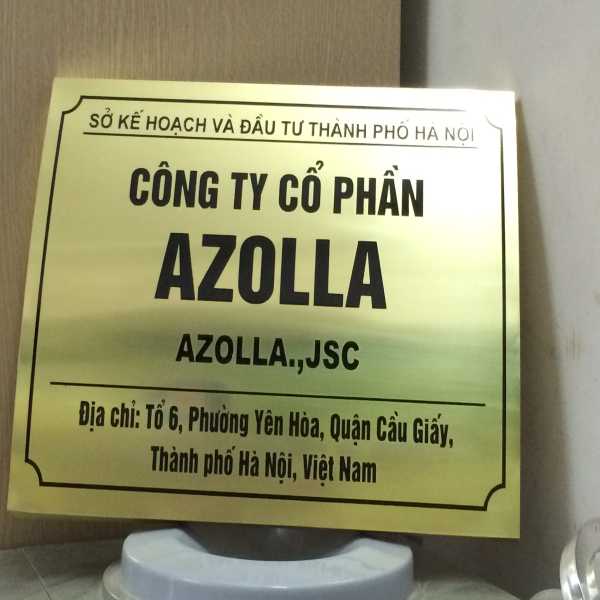 SỞ KẾ HOẠCH VÀ ĐẦU TƯ THÀNH PHỐ HÀ NỘI
CÔNG TY CỔ PHẦN
AZOLLA
AZOLLA.,JSC
Địa chỉ: Tổ 6, Phường Yên Hòa, Quận Cầu Giấy,
Thành phố Hà Nội, Việt Nam